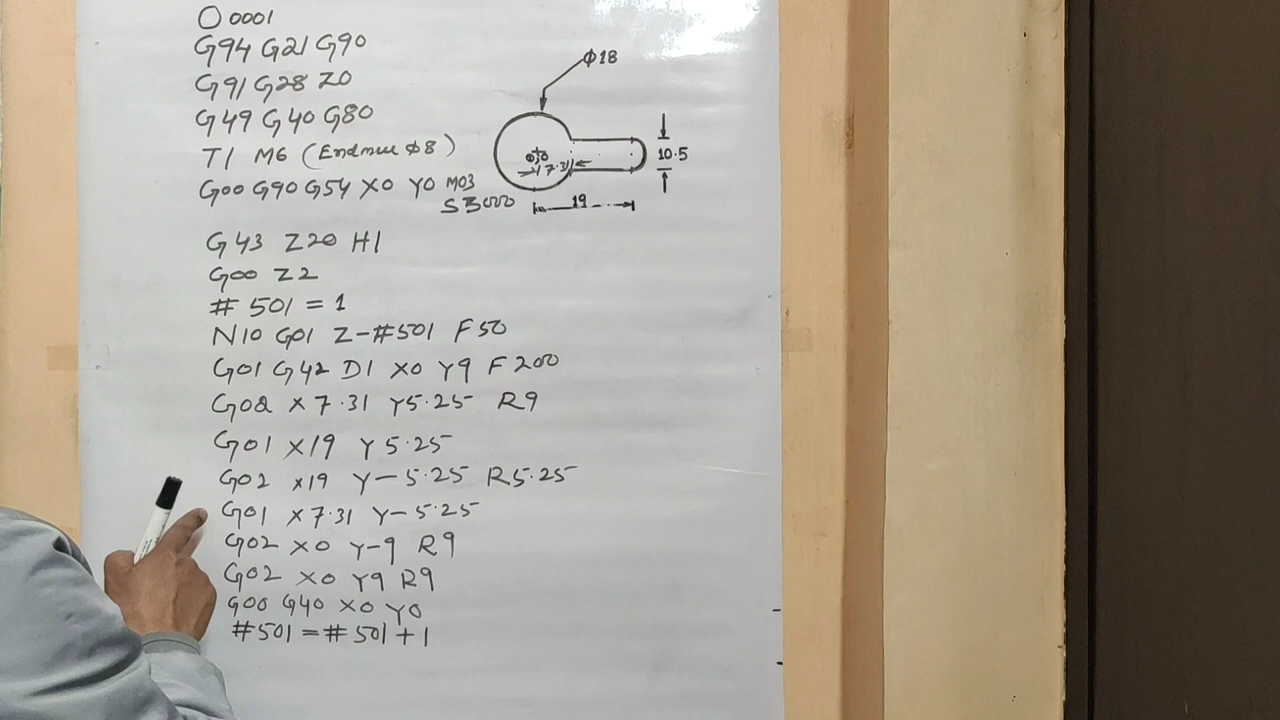 O 0001
G94 G21 G90
G91 G28 Z0
G49 G40 G80
T1 M6 (Endmill Φ8)
G00 G90 G54 X0 Y0 M03
S3000
G43 Z20 H1
G00 Z2
# 501 = 1
N10 G01 Z-#501 F50
G01 G42 D1 X0 Y9 F200
G02 X7.31 Y5.25 R9
G01 X19 Y5.25
G02 X19 Y-5.25 R5.25
G01 X7.31 Y-5.25
G02 X0 Y-9 R9
G02 X0 Y9 R9
G00 G40 X0 Y0
#501 = #501+1
Φ18
0,0
7.31
10.5
19